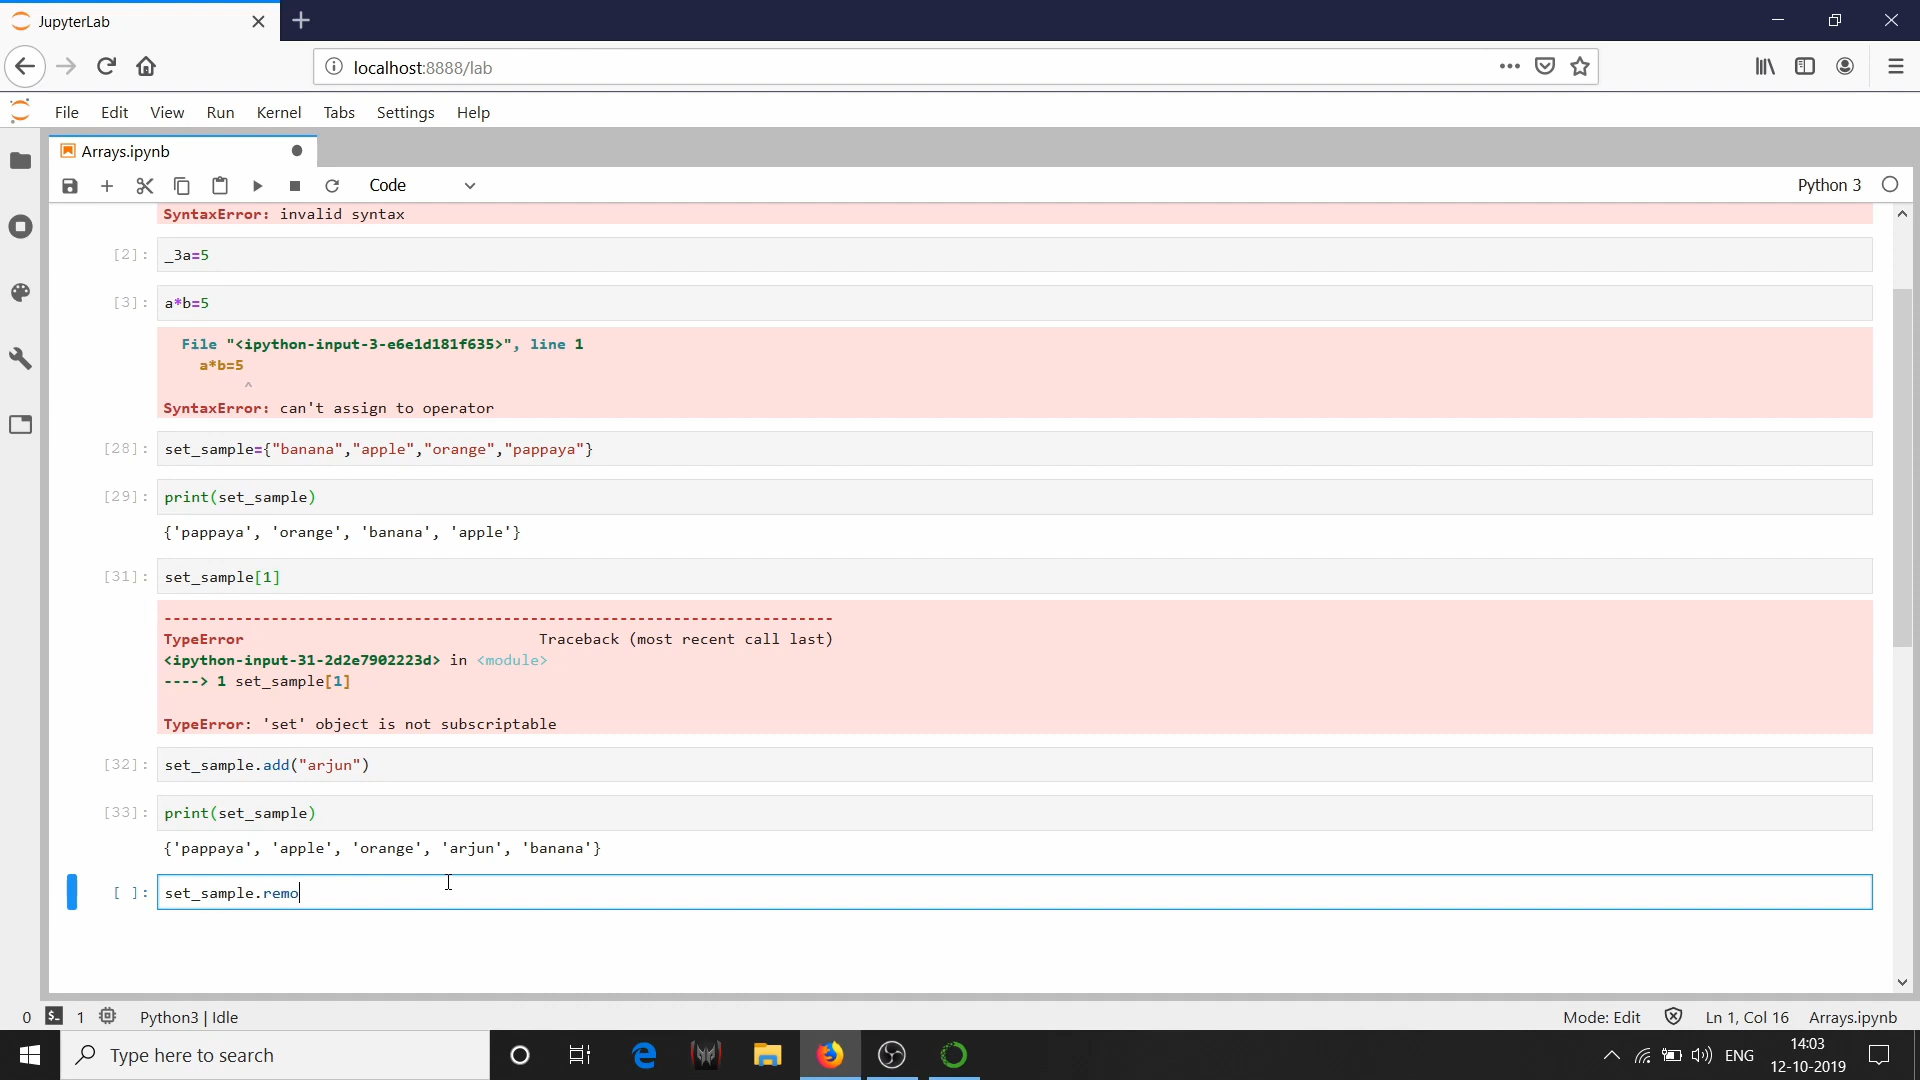 JupyterLab
localhost:8888/lab
File Edit View Run Kernel Tabs Settings Help
Arrays.ipynb
Code Python 3
SyntaxError: invalid syntax
[2]: _3a=5
[3]: a*b=5
File "<ipython-input-3-e6e1d181f635>", line 1
a*b=5
^
SyntaxError: can't assign to operator
[28]: set_sample={"banana","apple","orange","pappaya"}
[29]: print(set_sample)
{'pappaya', 'orange', 'banana', 'apple'}
[31]: set_sample[1]
---------------------------------------------------------------------------
TypeError Traceback (most recent call last)
<ipython-input-31-2d2e7902223d> in <module>
----> 1 set_sample[1]
TypeError: 'set' object is not subscriptable
[32]: set_sample.add("arjun")
[33]: print(set_sample)
{'pappaya', 'apple', 'orange', 'arjun', 'banana'}
[ ]: set_sample.remo
0 $_ 1 Python3 | Idle Mode: Edit Ln 1, Col 16 Arrays.ipynb
Type here to search ENG 14:03
12-10-2019